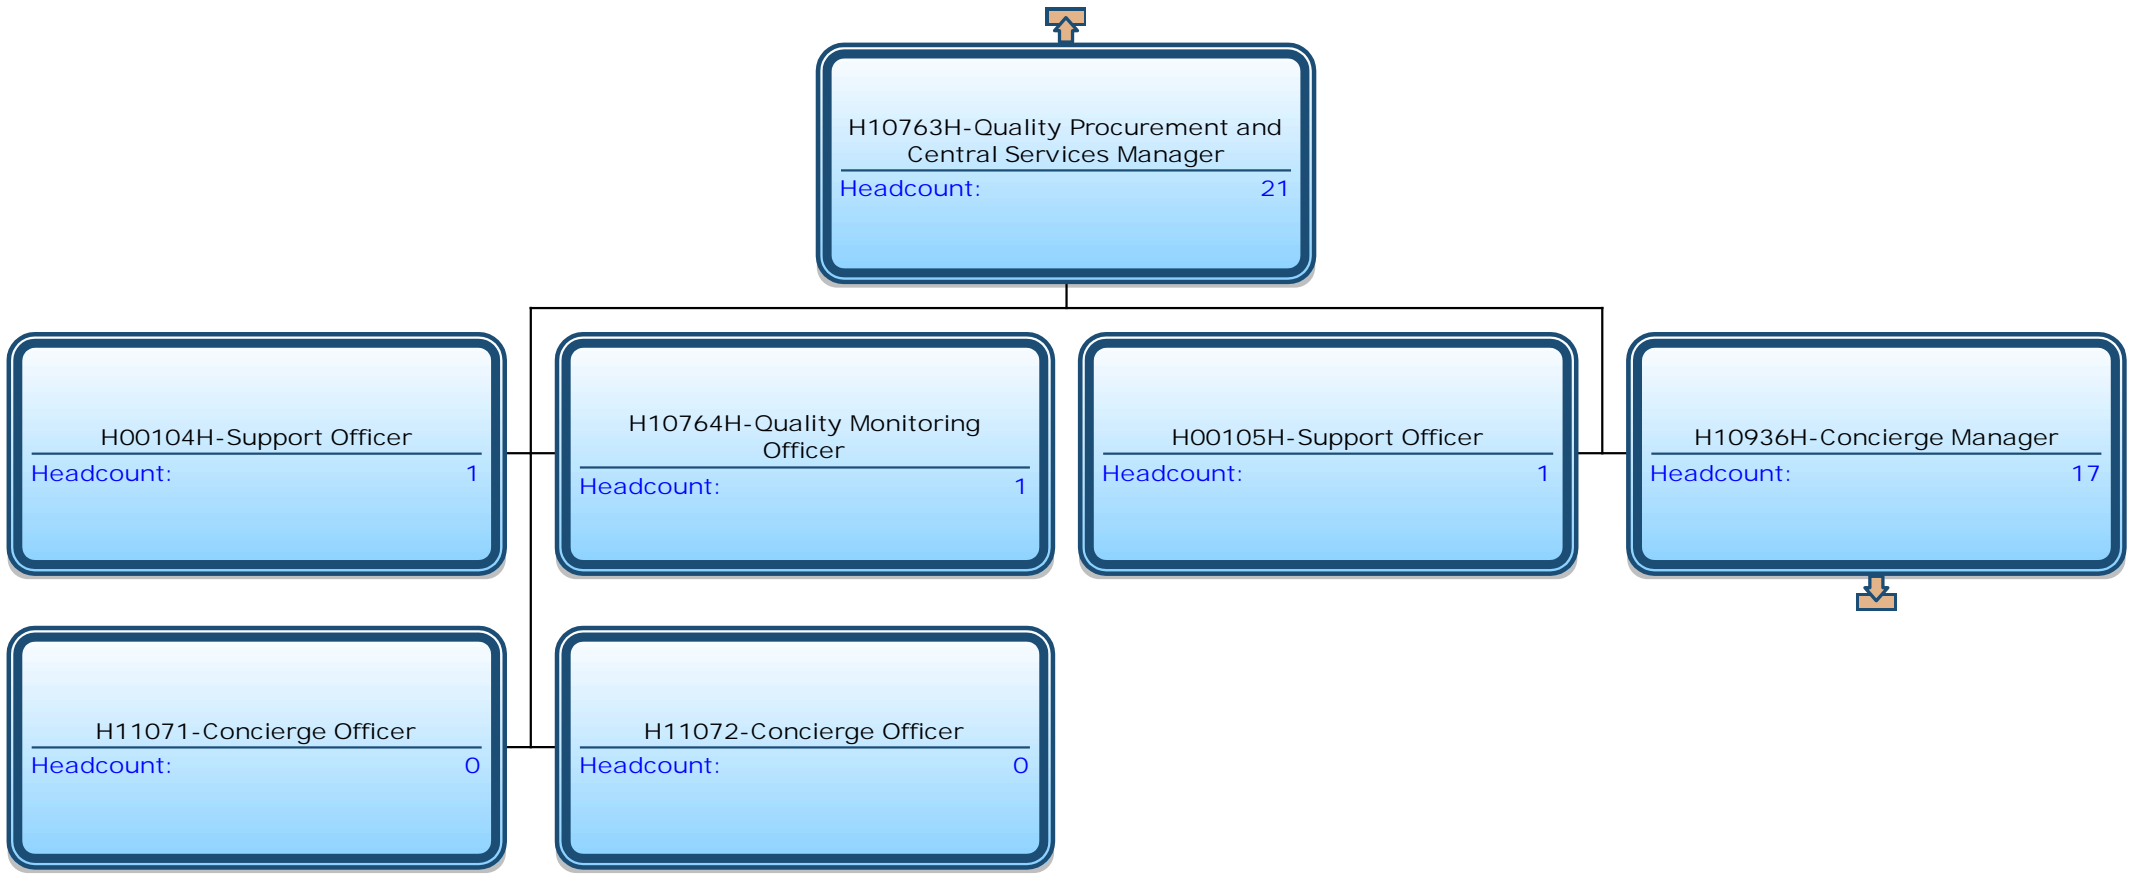 H10763H-Quality Procurement and
Central Services Manager
Headcount: 21
H00104H-Support Officer
Headcount: 1
H10764H-Quality Monitoring
Officer
Headcount: 1
H00105H-Support Officer
Headcount: 1
H10936H-Concierge Manager
Headcount: 17
H11071-Concierge Officer
Headcount: 0
H11072-Concierge Officer
Headcount: 0